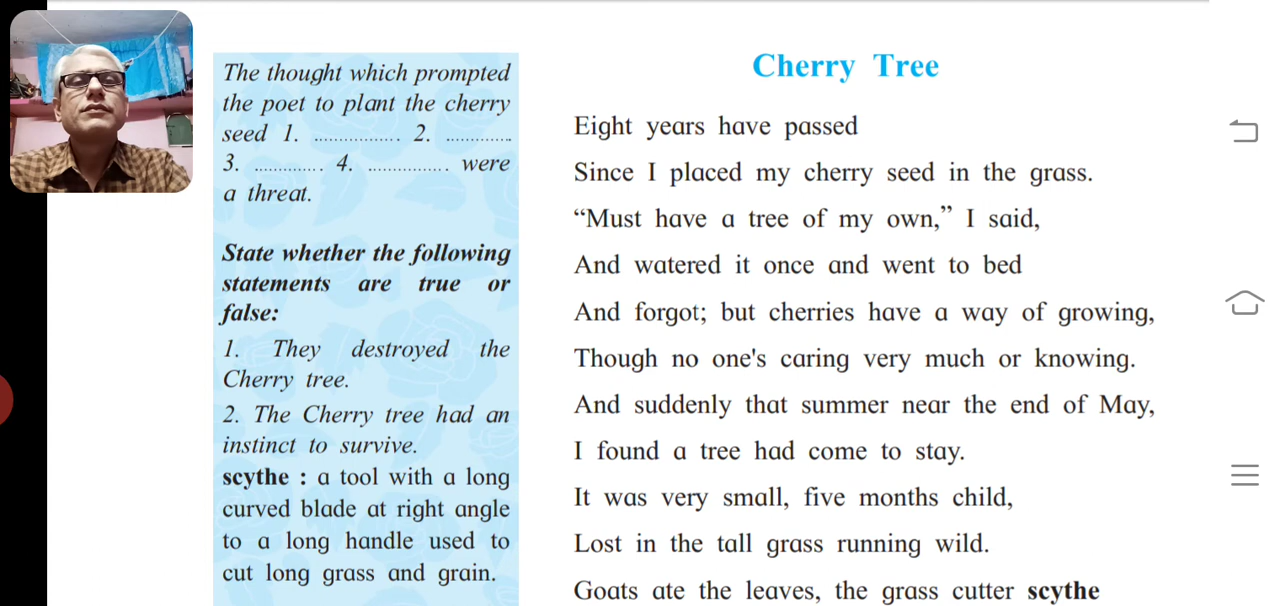 The thought which prompted
the poet to plant the cherry
seed 1. ................ 2. .............
3. ............. 4. ................ were
a threat.
State whether the following
statements are true or
false:
1. They destroyed the
Cherry tree.
2. The Cherry tree had an
instinct to survive.
scythe : a tool with a long
curved blade at right angle
to a long handle used to
cut long grass and grain.
Cherry Tree
Eight years have passed
Since I placed my cherry seed in the grass.
“Must have a tree of my own,” I said,
And watered it once and went to bed
And forgot; but cherries have a way of growing,
Though no one's caring very much or knowing.
And suddenly that summer near the end of May,
I found a tree had come to stay.
It was very small, five months child,
Lost in the tall grass running wild.
Goats ate the leaves, the grass cutter scythe